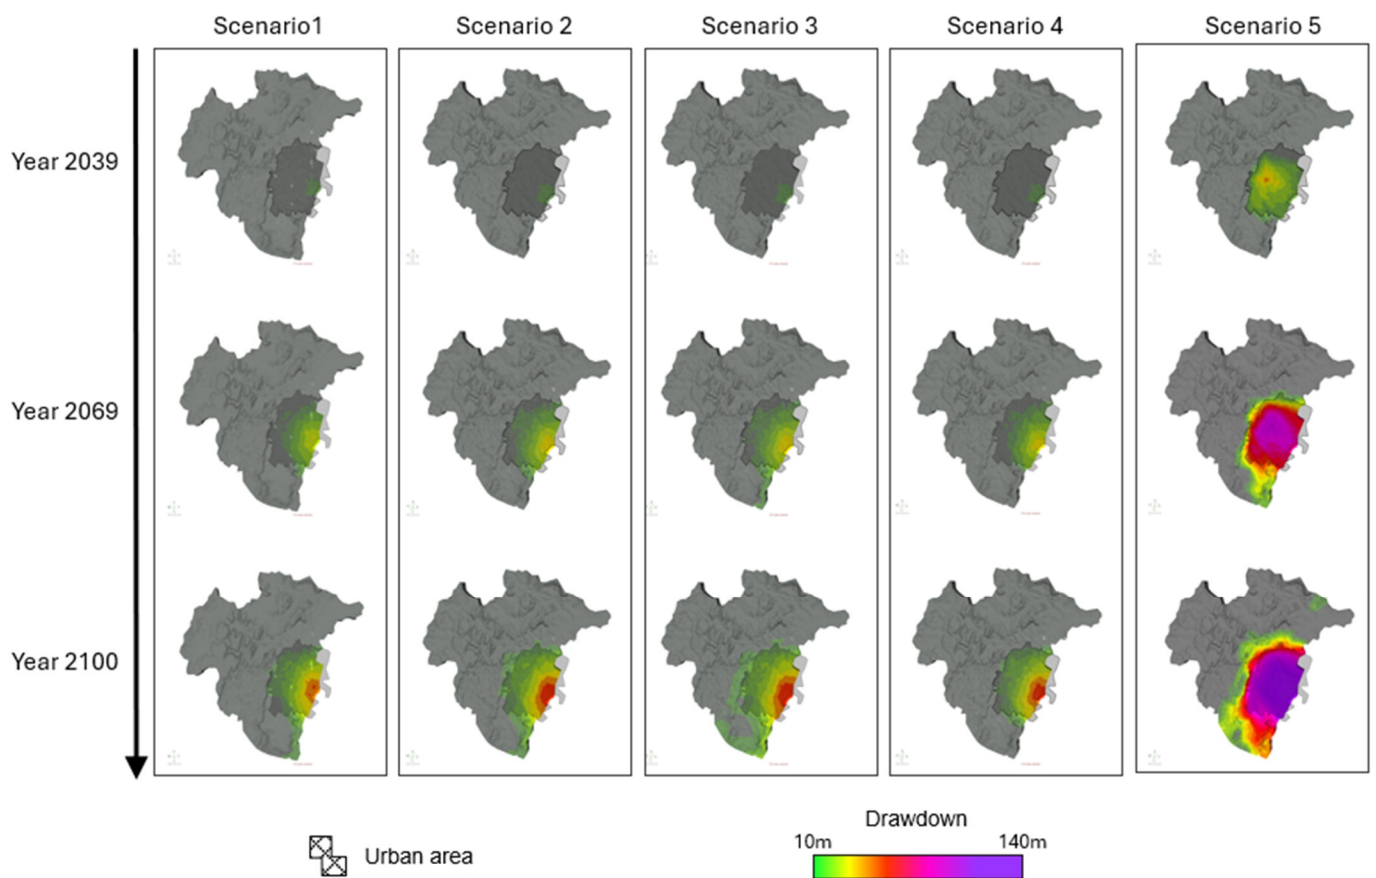 Scenario1
Scenario 2
Scenario 3
Scenario 4
Scenario 5
Year 2039
Year 2069
Year 2100
Urban area
Drawdown
10m
140m